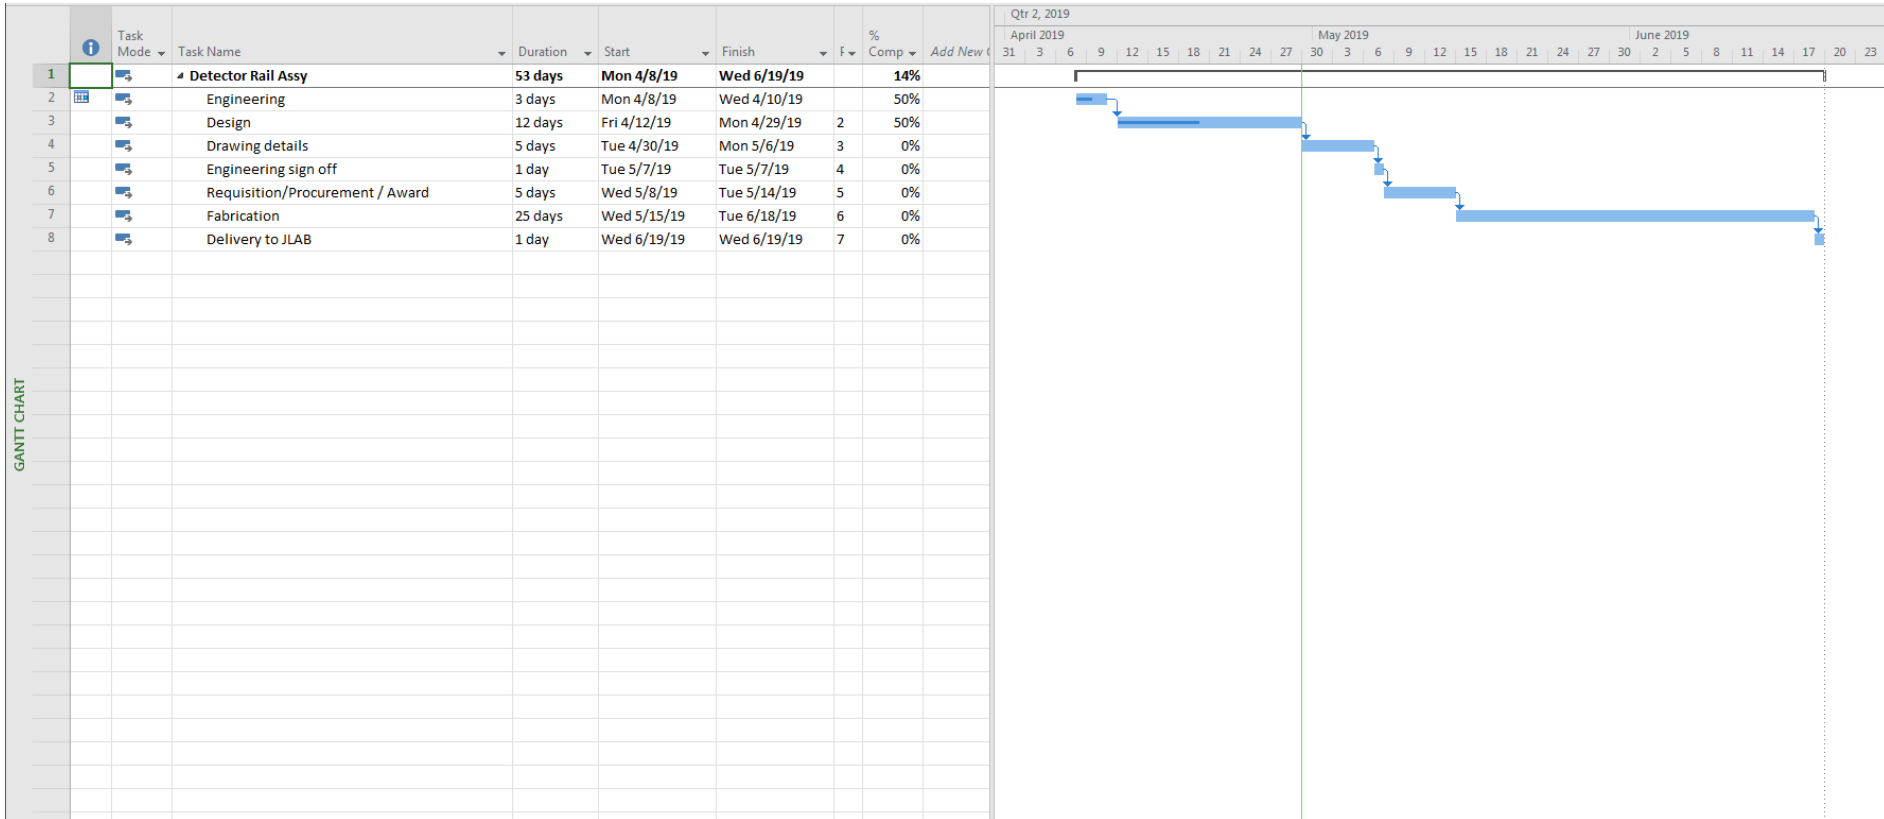 Qtr 2, 2019
April 2019 May 2019 June 2019
Task Mode Task Name Duration Start Finish % Comp Add New
31 3 6 9 12 15 18 21 24 27 30 3 6 9 12 15 18 21 24 27 30 2 5 8 11 14 17 20 23
1 Detector Rail Assy 53 days Mon 4/8/19 Wed 6/19/19 14%
2 Engineering 3 days Mon 4/8/19 Wed 4/10/19 50%
3 Design 12 days Fri 4/12/19 Mon 4/29/19 2 50%
4 Drawing details 5 days Tue 4/30/19 Mon 5/6/19 3 0%
5 Engineering sign off 1 day Tue 5/7/19 Tue 5/7/19 4 0%
6 Requisition/Procurement / Award 5 days Wed 5/8/19 Tue 5/14/19 5 0%
7 Fabrication 25 days Wed 5/15/19 Tue 6/18/19 6 0%
8 Delivery to JLAB 1 day Wed 6/19/19 Wed 6/19/19 7 0%
GANTT CHART